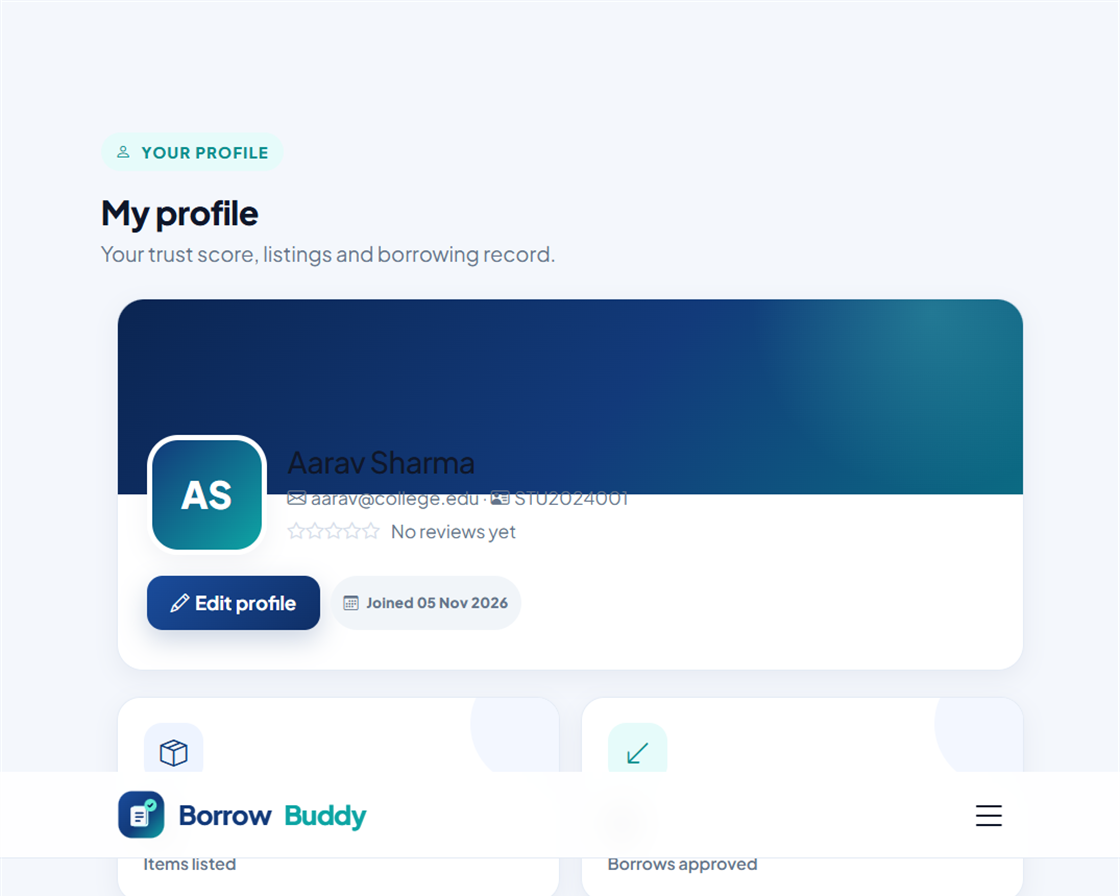 YOUR PROFILE
My profile
Your trust score, listings and borrowing record.
AS
Aarav Sharma
aarav@college.edu · STU2024001
No reviews yet
Edit profile
Joined 05 Nov 2026
Borrow Buddy
Items listed
Borrows approved